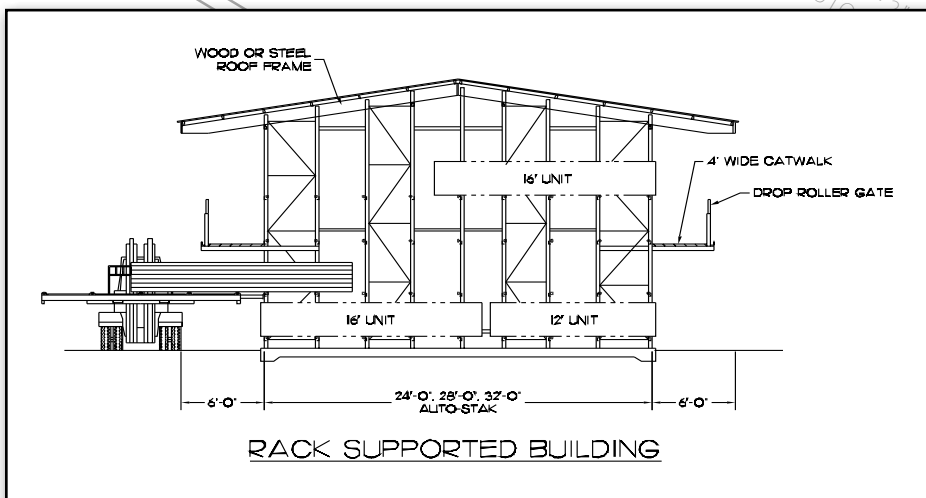 WOOD OR STEEL
ROOF FRAME
4' WIDE CATWALK
16' UNIT
DROP ROLLER GATE
16' UNIT
12' UNIT
6'-0"
24'-0", 28'-0", 32'-0"
6'-0"
AUTO-STAK
RACK SUPPORTED BUILDING